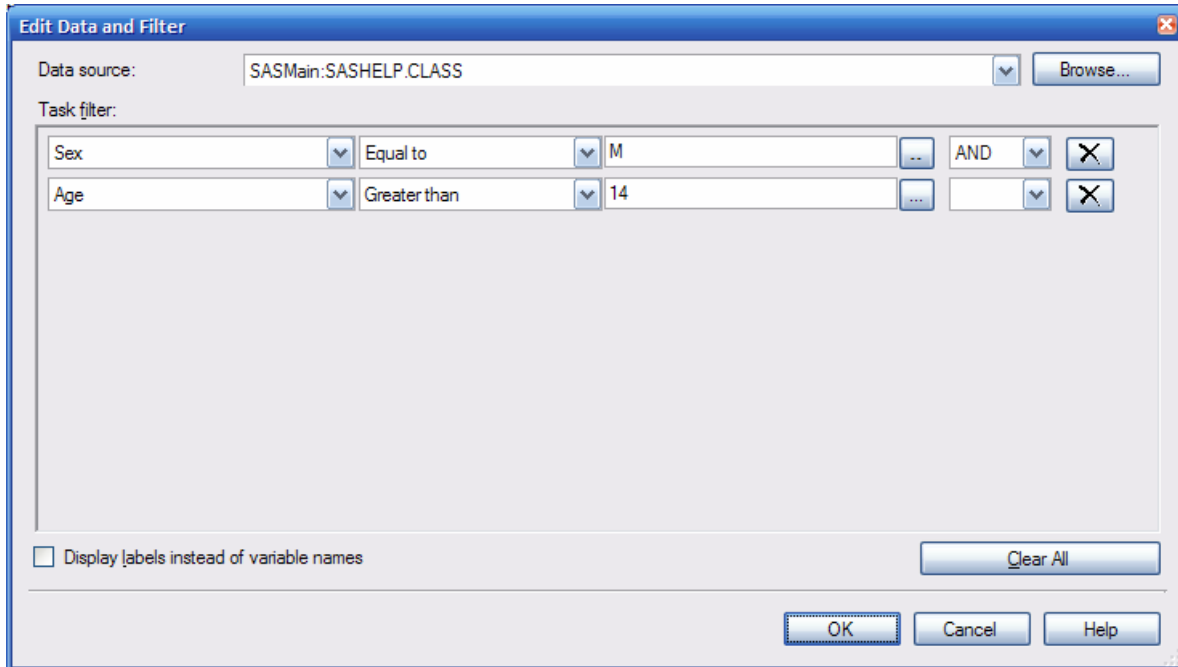 Edit Data and Filter
Data source: SASMain:SASHELP.CLASS Browse...
Task filter:
Sex Equal to M .. AND
Age Greater than 14 ...
Display labels instead of variable names Clear All
OK Cancel Help